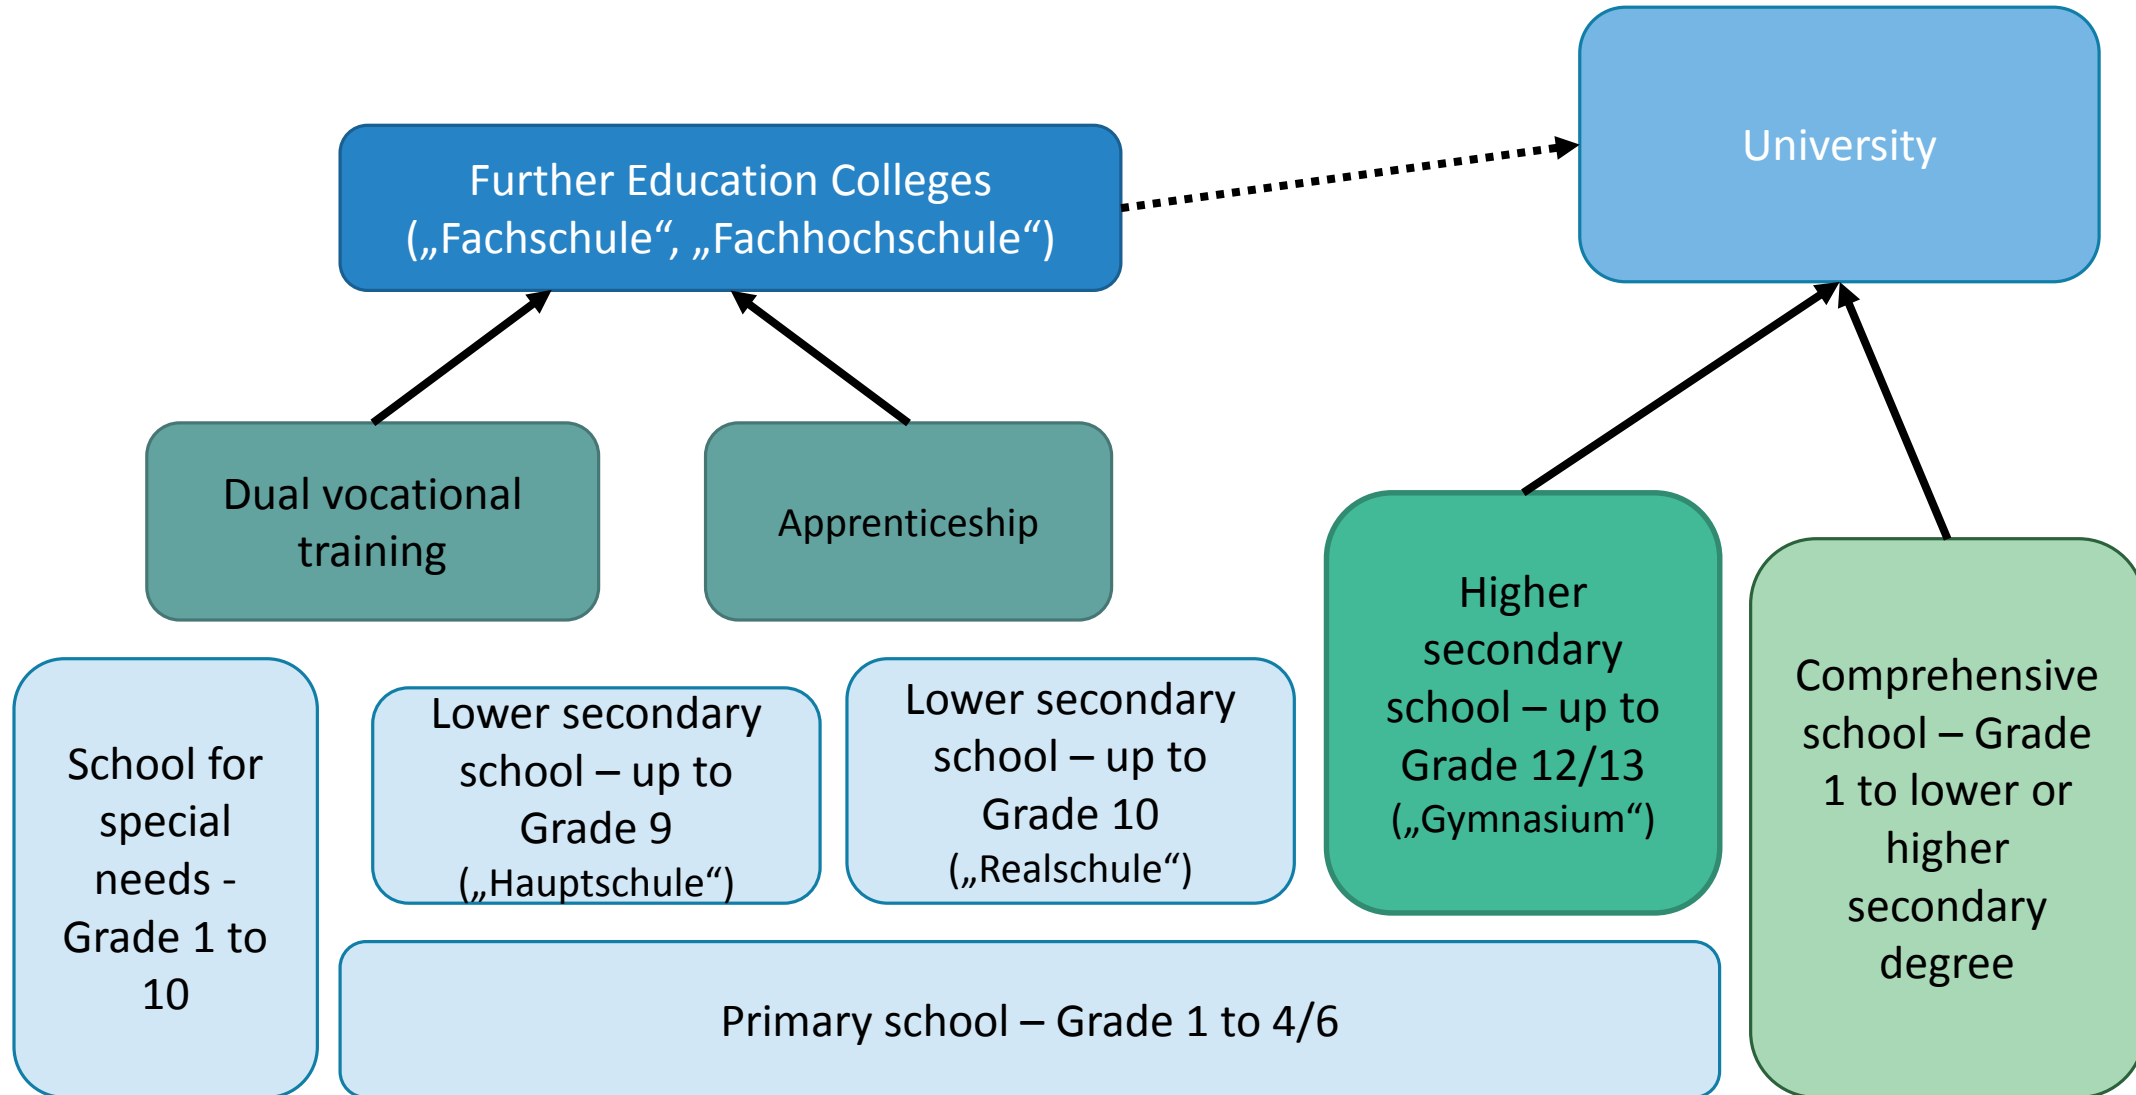 University
Further Education Colleges
(„Fachschule“, „Fachhochschule“)
Dual vocational
training
Apprenticeship
Higher
secondary
school – up to
Grade 12/13
(„Gymnasium“)
Comprehensive
school – Grade
1 to lower or
higher
secondary
degree
School for
special
needs -
Grade 1 to
10
Lower secondary
school – up to
Grade 9
(„Hauptschule“)
Lower secondary
school – up to
Grade 10
(„Realschule“)
Primary school – Grade 1 to 4/6